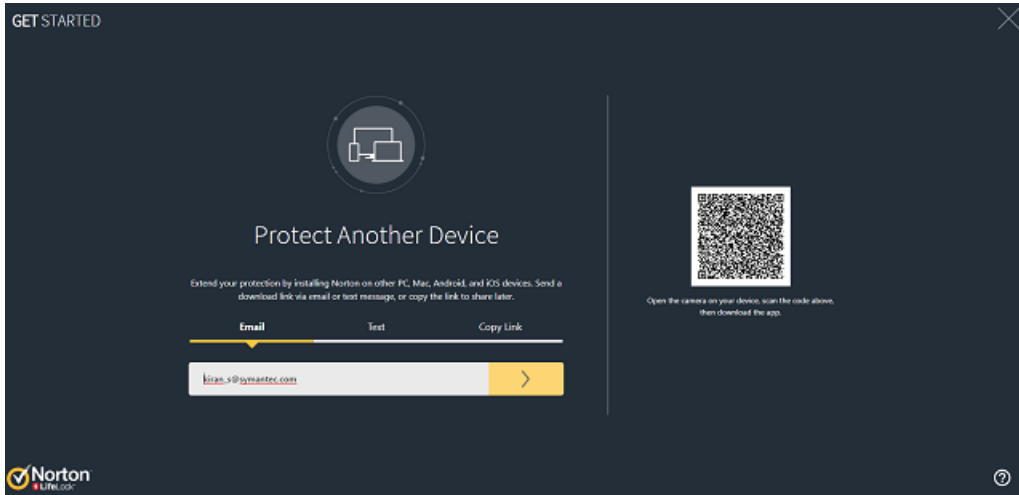 GET STARTED
Protect Another Device
Extend your protection by installing Norton on other PC, Mac, Android, and iOS devices. Send a
download link via email or text message, or copy the link to share later.
Email Text Copy Link
kiran_s@symantec.com
Open the camera on your device, scan the code above,
then download the app.
Norton
LifeLock